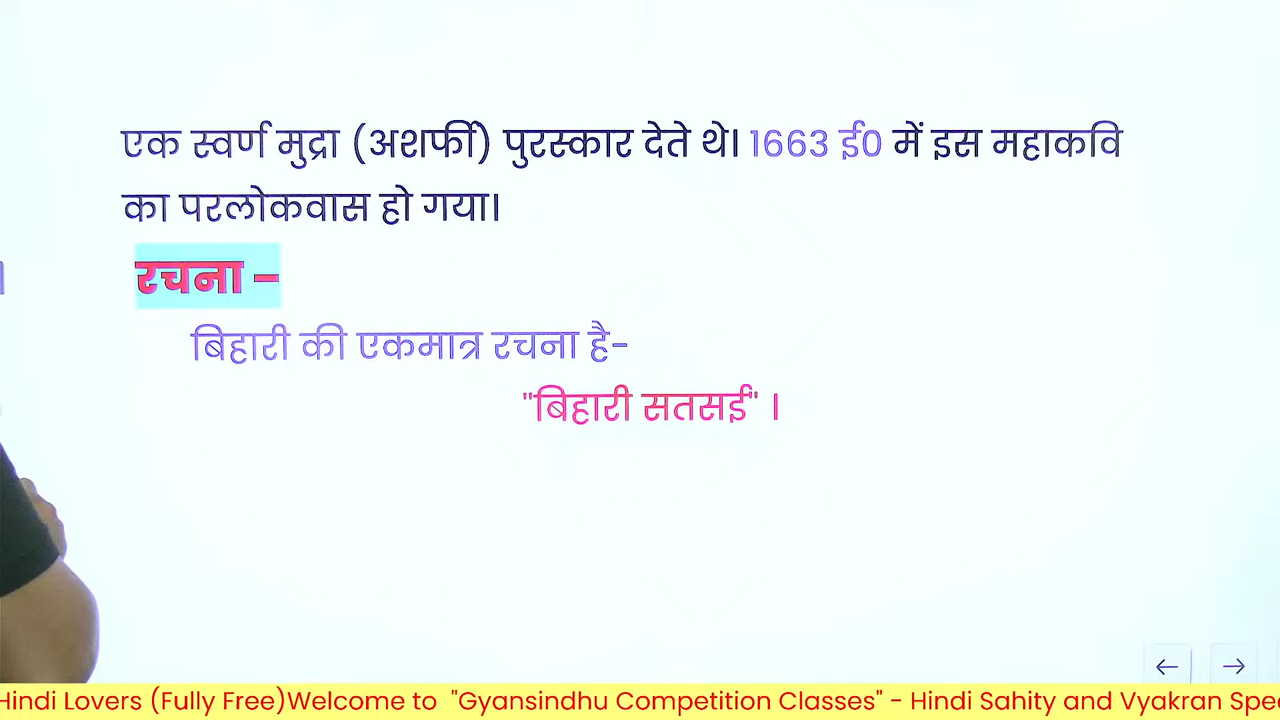 एक स्वर्ण मुद्रा (अशर्फी) पुरस्कार देते थे। 1663 ई0 में इस महाकवि
का परलोकवास हो गया।
रचना –
बिहारी की एकमात्र रचना है-
"बिहारी सतसई" ।
Hindi Lovers (Fully Free)Welcome to "Gyansindhu Competition Classes" - Hindi Sahity and Vyakran Spe